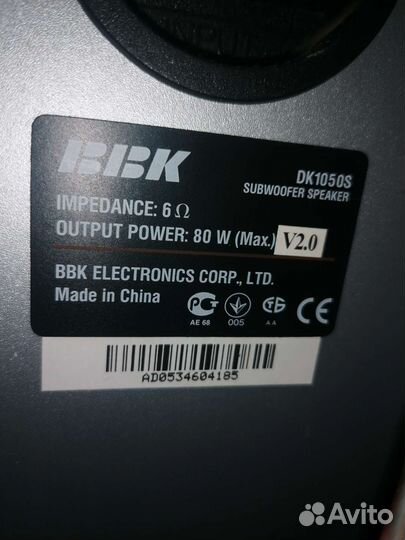 BBK
DK1050S
SUBWOOFER SPEAKER
IMPEDANCE: 6 Ω
OUTPUT POWER: 80 W (Max.) V2.0
BBK ELECTRONICS CORP., LTD.
Made in China
AE 68
005
AA
CE
AD0534604185
Avito